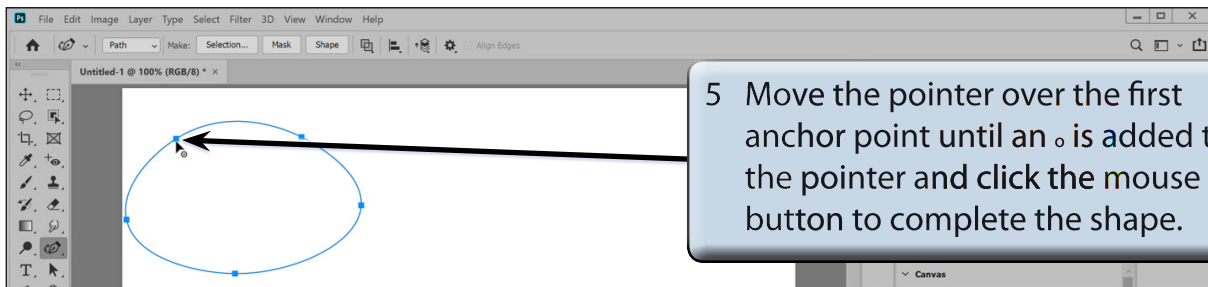 Ps File Edit Image Layer Type Select Filter 3D View Window Help
Path Make: Selection... Mask Shape Align Edges
Untitled-1 @ 100% (RGB/8) * ×
5 Move the pointer over the first
anchor point until an o is added t
the pointer and click the mouse
button to complete the shape.
T
Canvas